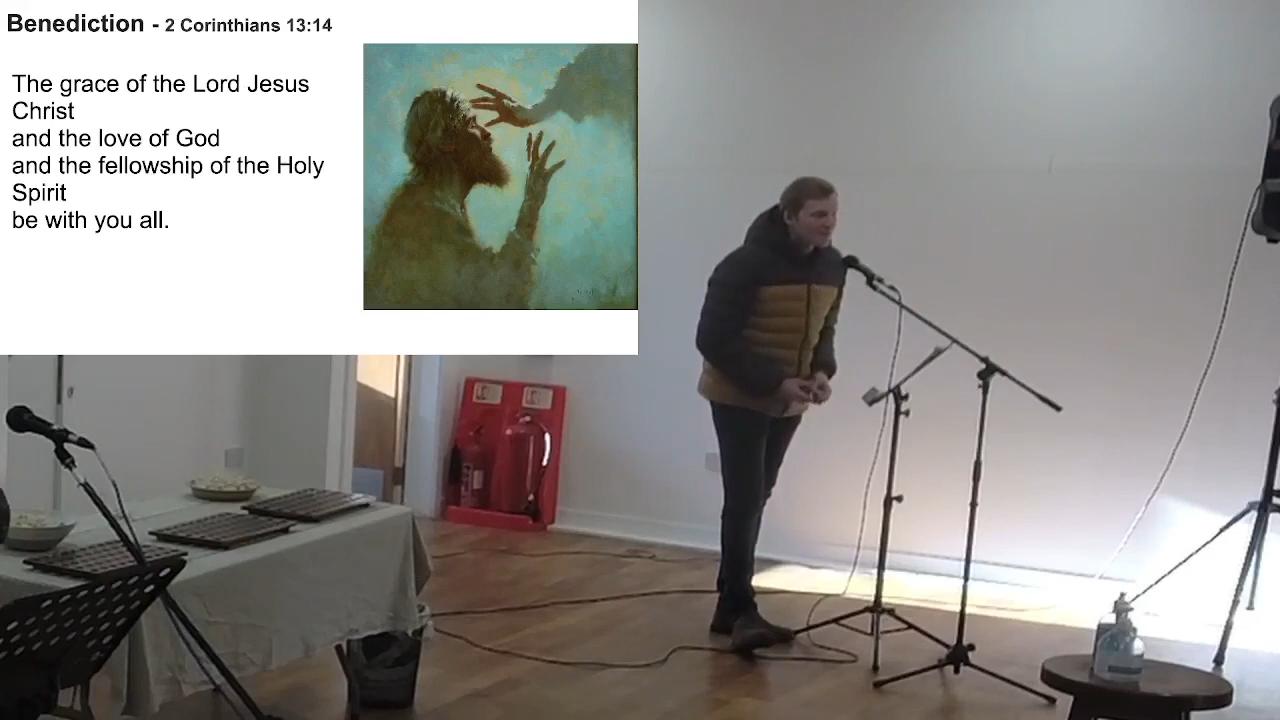 Benediction - 2 Corinthians 13:14
The grace of the Lord Jesus
Christ
and the love of God
and the fellowship of the Holy
Spirit
be with you all.